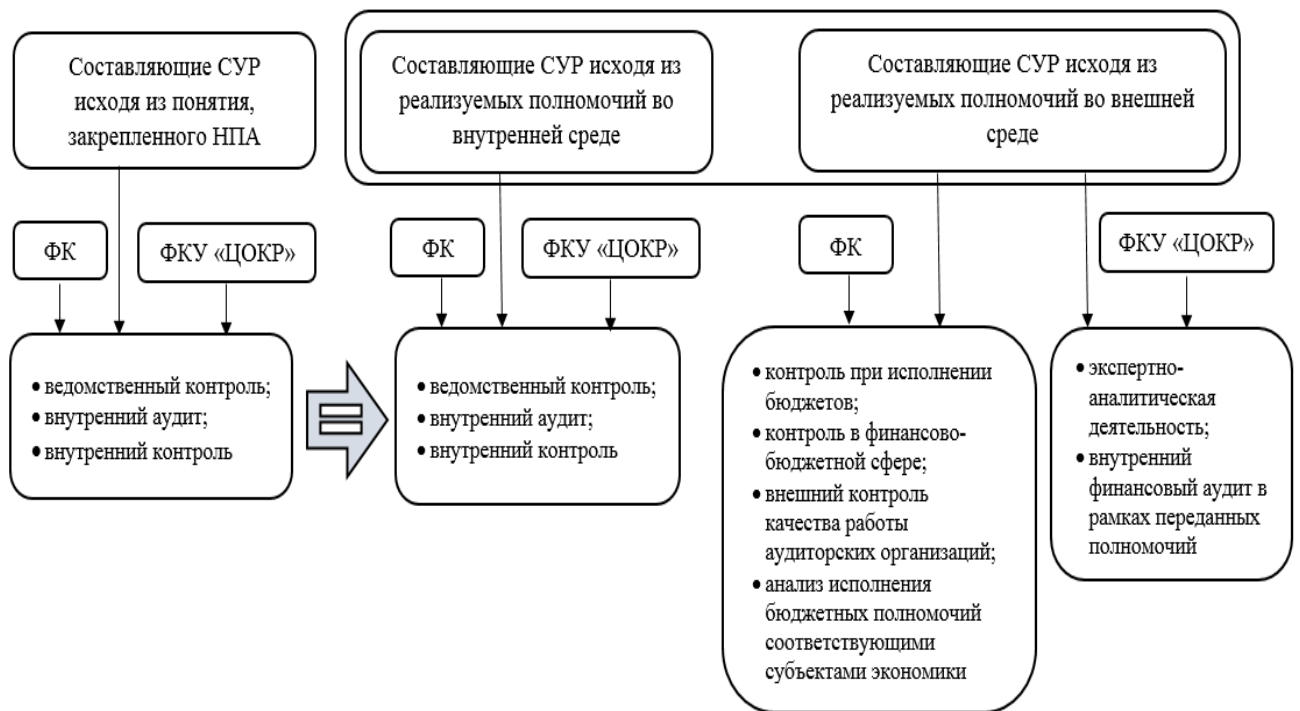 Составляющие СУР
исходя из понятия,
закрепленного НПА
Составляющие СУР исходя из
реализуемых полномочий во
внутренней среде
Составляющие СУР исходя из
реализуемых полномочий во внешней
среде
ФК
ФКУ «ЦОКР»
ФК
ФКУ «ЦОКР»
ФК
ФКУ «ЦОКР»
• ведомственный контроль;
• внутренний аудит;
• внутренний контроль
• ведомственный контроль;
• внутренний аудит;
• внутренний контроль
• контроль при исполнении
бюджетов;
• контроль в финансово-
бюджетной сфере;
• внешний контроль
качества работы
аудиторских организаций;
• анализ исполнения
бюджетных полномочий
соответствующими
субъектами экономики
• экспертно-
аналитическая
деятельность;
• внутренний
финансовый аудит в
рамках переданных
полномочий